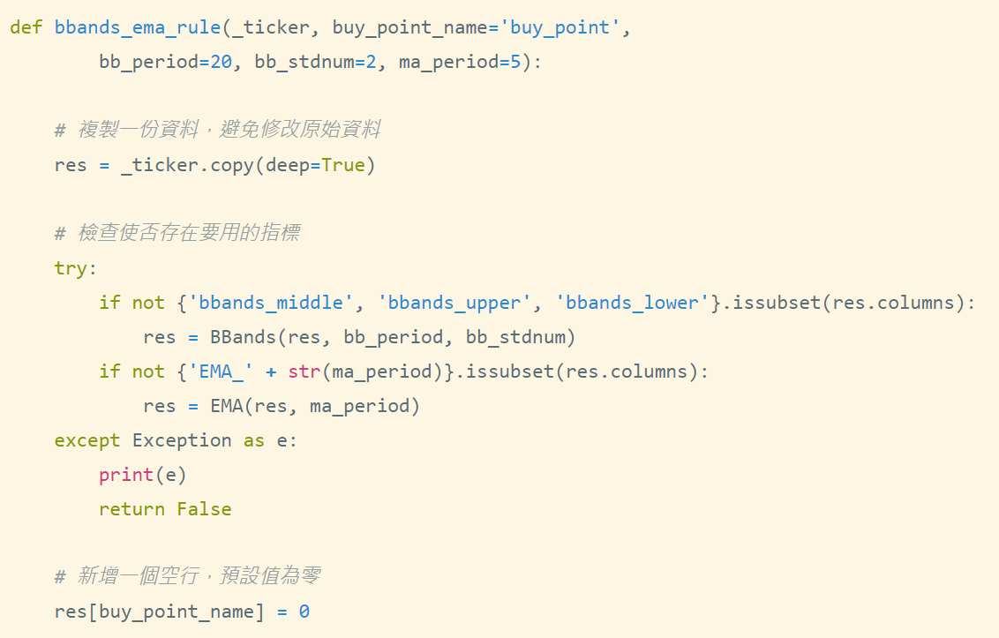 def bbands_ema_rule(_ticker, buy_point_name='buy_point',
        bb_period=20, bb_stdnum=2, ma_period=5):
    # 複製一份資料，避免修改原始資料
    res = _ticker.copy(deep=True)
    # 檢查使否存在要用的指標
    try:
        if not {'bbands_middle', 'bbands_upper', 'bbands_lower'}.issubset(res.columns):
            res = BBands(res, bb_period, bb_stdnum)
        if not {'EMA_' + str(ma_period)}.issubset(res.columns):
            res = EMA(res, ma_period)
    except Exception as e:
        print(e)
        return False
    # 新增一個空行，預設值為零
    res[buy_point_name] = 0